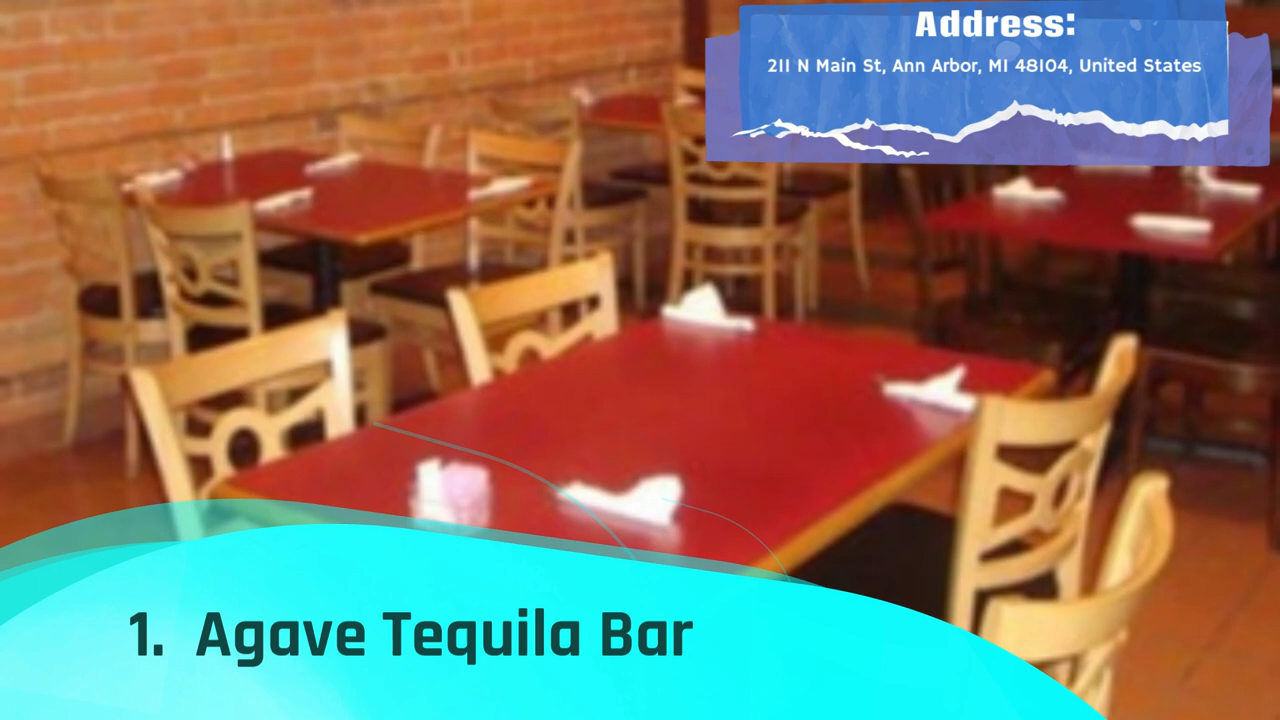 Address:
211 N Main St, Ann Arbor, MI 48104, United States
1. Agave Tequila Bar